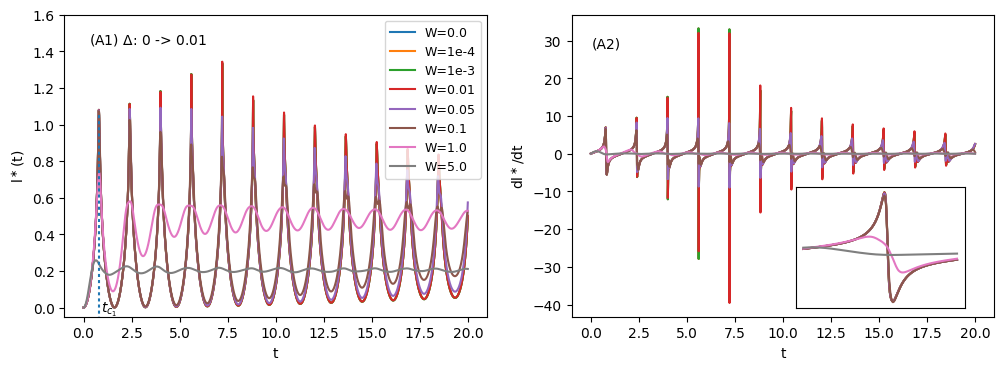 (A1) Δ: 0 -> 0.01
W=0.0
W=1e-4
W=1e-3
W=0.01
W=0.05
W=0.1
W=1.0
W=5.0
1.6
1.4
1.2
1.0
0.8
0.6
0.4
0.2
0.0
l * (t)
t_{c_1}
0.0 2.5 5.0 7.5 10.0 12.5 15.0 17.5 20.0
t
(A2)
30
20
10
0
−10
−20
−30
−40
dl * /dt
0.0 2.5 5.0 7.5 10.0 12.5 15.0 17.5 20.0
t